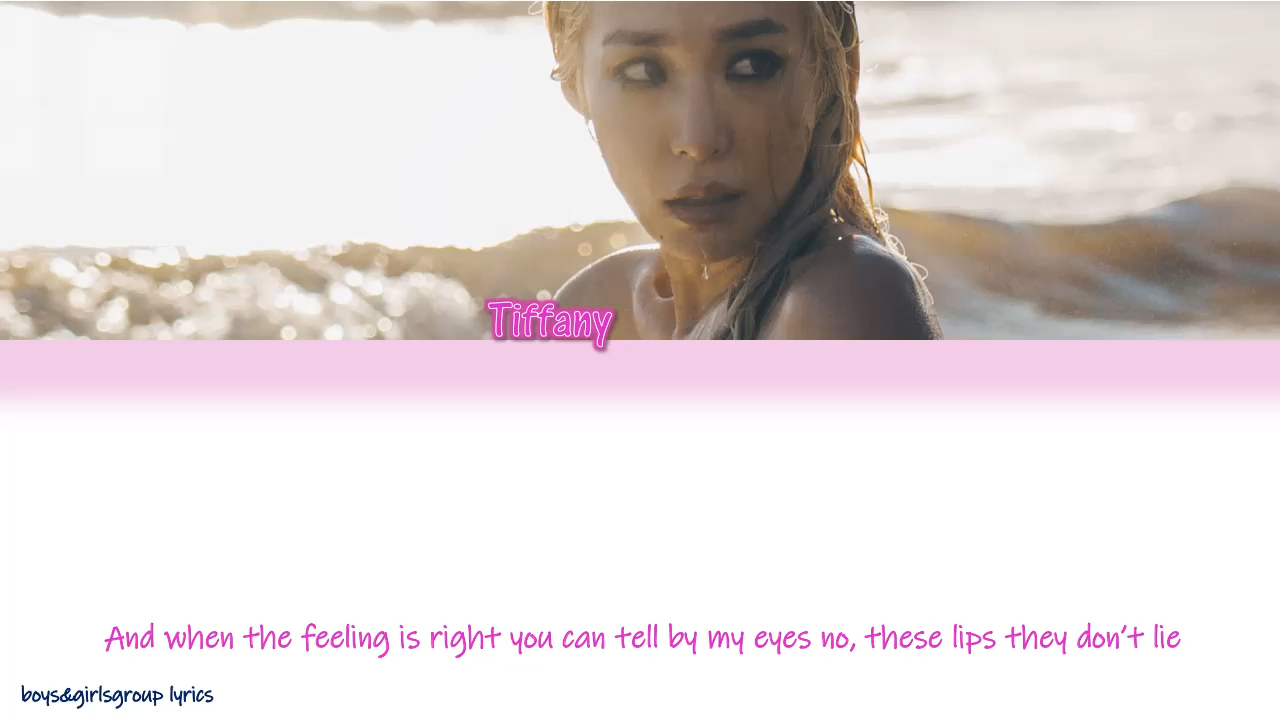 Tiffany
And when the feeling is right you can tell by my eyes no, these lips they don't lie
boys&girlsgroup lyrics